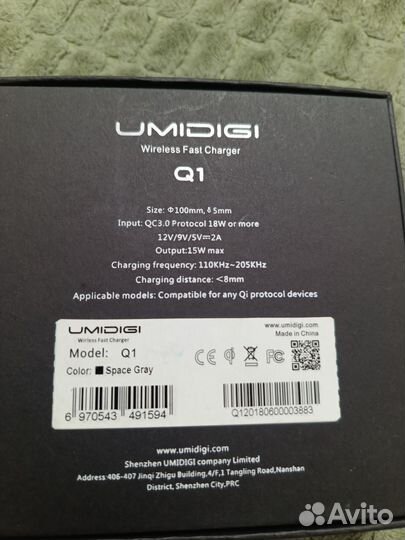 UMIDIGI
Wireless Fast Charger
Q1
Size: Φ100mm, δ5mm
Input: QC3.0 Protocol 18W or more
12V/9V/5V⎓2A
Output:15W max
Charging frequency: 110KHz~205KHz
Charging distance: <8mm
Applicable models: Compatible for any Qi protocol devices
UMIDIGI
Wireless Fast Charger
www.umidigi.com
Made in China
Model: Q1
Color: Space Gray
CE qi FC
6 970543 491594
Q120180600003883
www.umidigi.com
Shenzhen UMIDIGI company Limited
Address:406-407 Jinqi Zhigu Building,4/F,1 Tangling Road,Nanshan
District, Shenzhen City,PRC
Avito